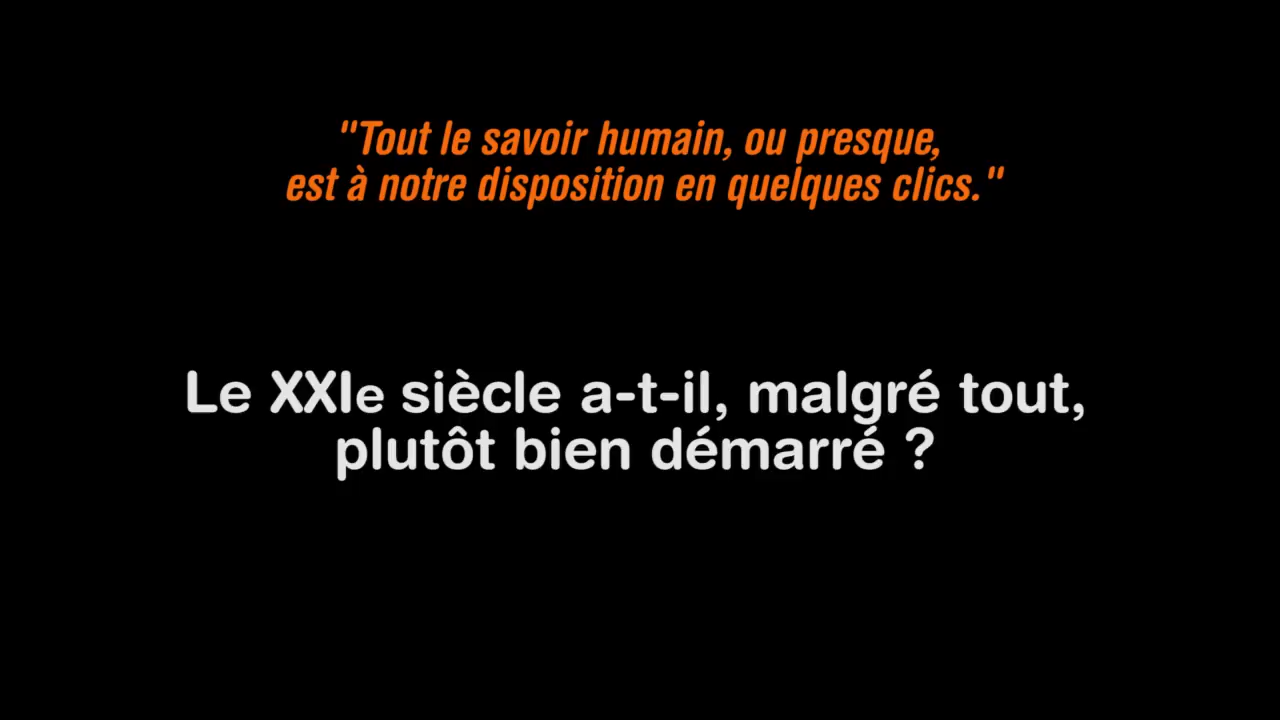 "Tout le savoir humain, ou presque,
est à notre disposition en quelques clics."
Le XXIe siècle a-t-il, malgré tout,
plutôt bien démarré ?